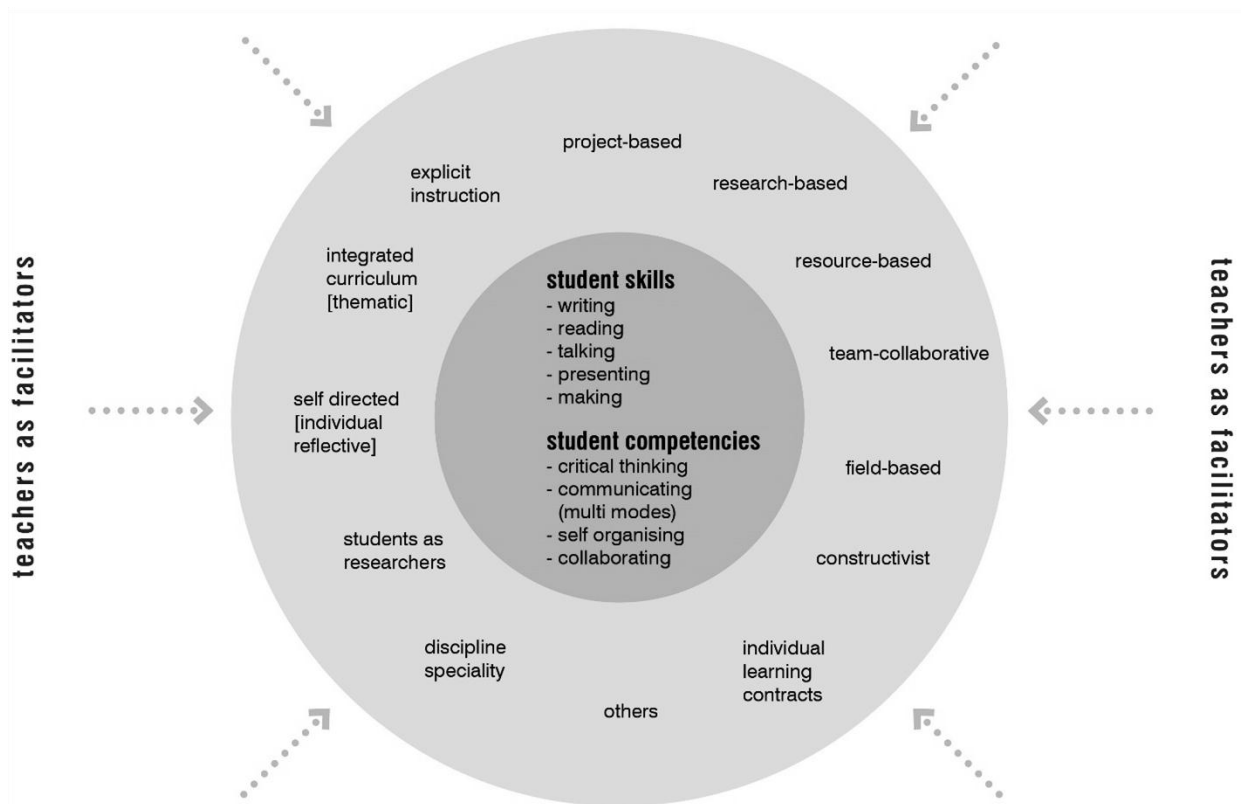 project-based
explicit
instruction
research-based
integrated
curriculum
[thematic]
resource-based
student skills
- writing
- reading
- talking
- presenting
- making
team-collaborative
self directed
[individual
reflective]
student competencies
- critical thinking
- communicating
(multi modes)
- self organising
- collaborating
field-based
students as
researchers
constructivist
discipline
speciality
individual
learning
contracts
others
teachers as facilitators
teachers as facilitators